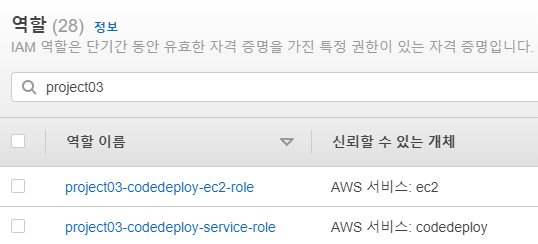 역할 (28) 정보
IAM 역할은 단기간 동안 유효한 자격 증명을 가진 특정 권한이 있는 자격 증명입니다.
project03
역할 이름 신뢰할 수 있는 개체
project03-codedeploy-ec2-role AWS 서비스: ec2
project03-codedeploy-service-role AWS 서비스: codedeploy